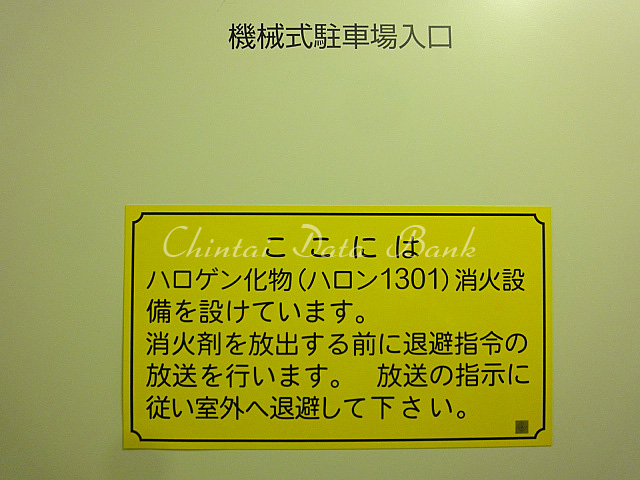 機械式駐車場入口
Chintai Data Bank
ここには
ハロゲン化物(ハロン1301)消火設
備を設けています。
消火剤を放出する前に退避指令の
放送を行います。 放送の指示に
従い室外へ退避して下さい。